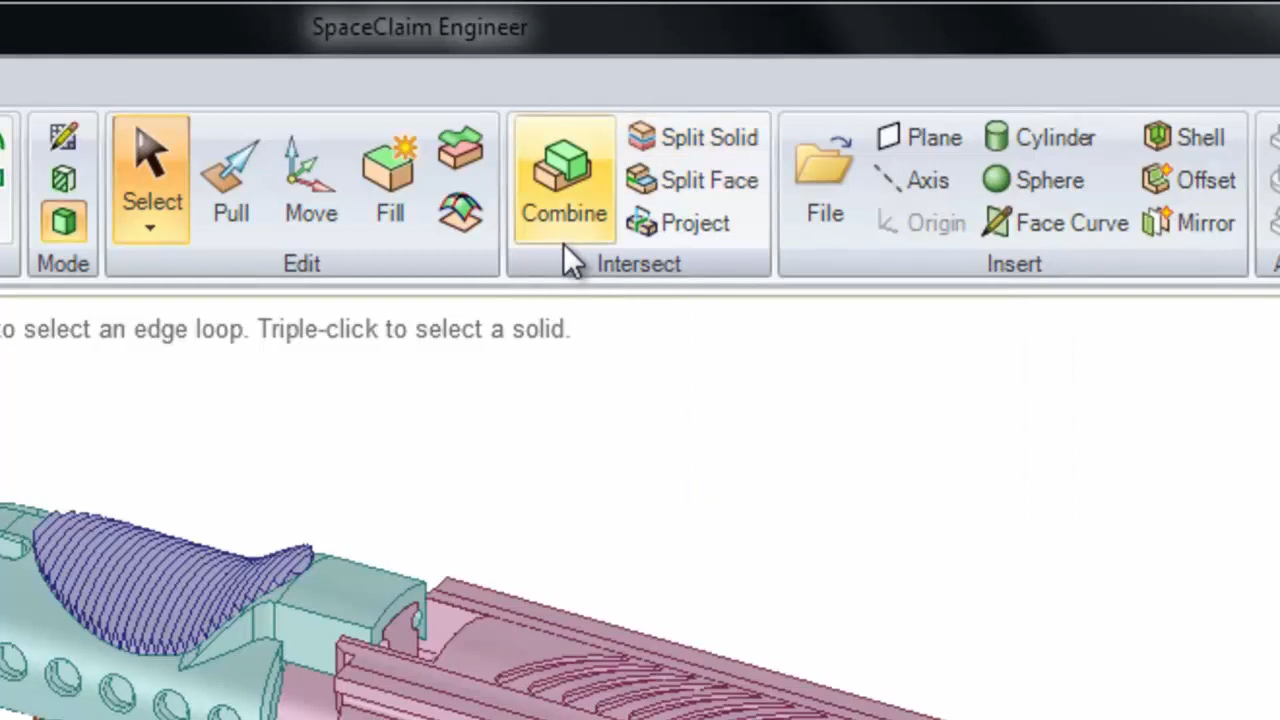 SpaceClaim Engineer
Select
Pull
Move
Fill
Combine
Split Solid
Split Face
Project
File
Plane
Axis
Origin
Cylinder
Sphere
Face Curve
Shell
Offset
Mirror
Mode
Edit
Intersect
Insert
to select an edge loop. Triple-click to select a solid.